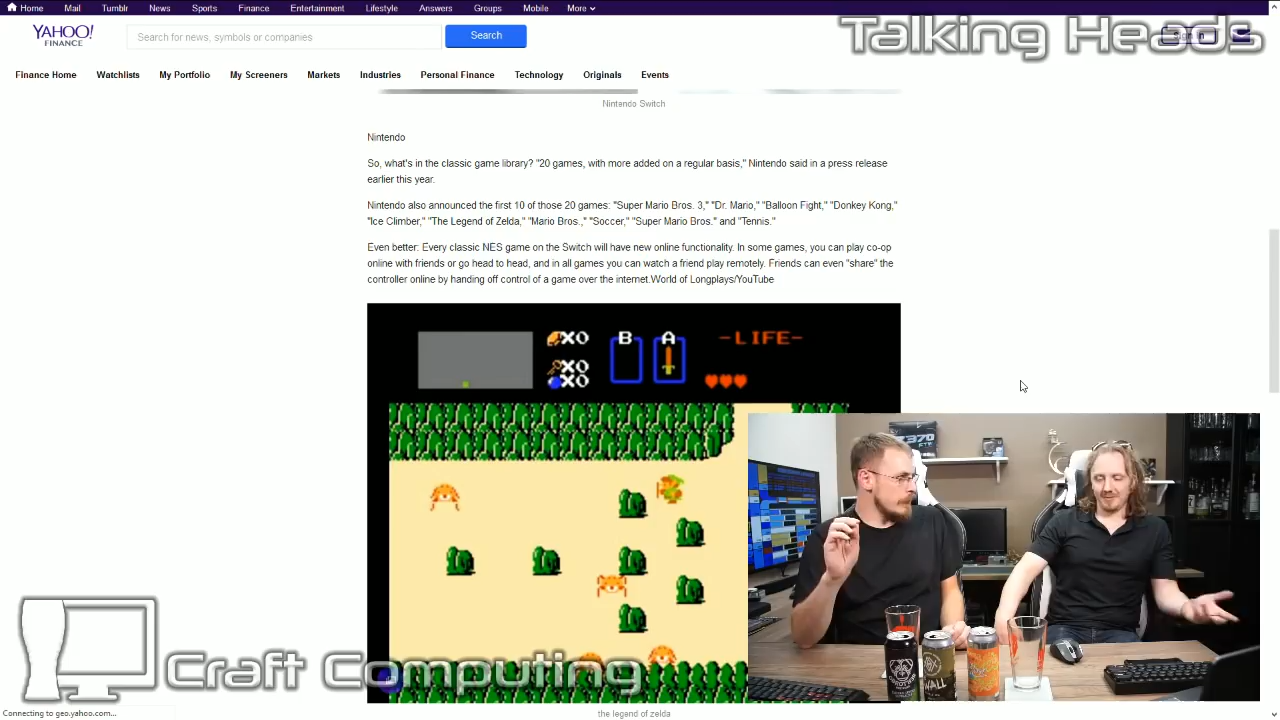 Home Mail Tumblr News Sports Finance Entertainment Lifestyle Answers Groups Mobile More
YAHOO!
FINANCE
Search for news, symbols or companies
Search
Talking Heads
Sign in
Finance Home Watchlists My Portfolio My Screeners Markets Industries Personal Finance Technology Originals Events
Nintendo Switch
Nintendo
So, what's in the classic game library? "20 games, with more added on a regular basis," Nintendo said in a press release
earlier this year.
Nintendo also announced the first 10 of those 20 games: "Super Mario Bros. 3," "Dr. Mario," "Balloon Fight," "Donkey Kong,"
"Ice Climber," "The Legend of Zelda," "Mario Bros.," "Soccer," "Super Mario Bros." and "Tennis."
Even better: Every classic NES game on the Switch will have new online functionality. In some games, you can play co-op
online with friends or go head to head, and in all games you can watch a friend play remotely. Friends can even "share" the
controller online by handing off control of a game over the internet.World of Longplays/YouTube
X0
X0
X0
B
A
-LIFE-
X370
Craft Computing
Connecting to geo.yahoo.com...
the legend of zelda